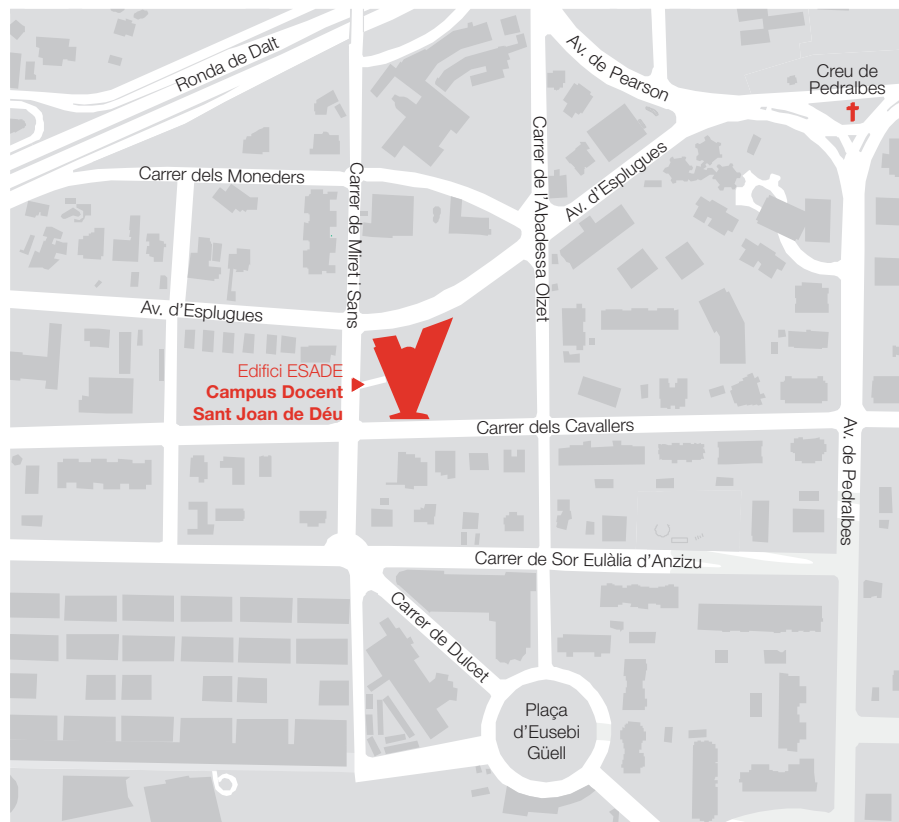 Ronda de Dalt
Av. de Pearson
Creu de
Pedralbes
Carrer dels Moneders
Carrer de Miret i Sans
Carrer de l'Abadessa Olzet
Av. d'Esplugues
Av. d'Esplugues
Edifici ESADE
Campus Docent
Sant Joan de Déu
Carrer dels Cavallers
Av. de Pedralbes
Carrer de Sor Eulàlia d'Anzizu
Carrer de Dulcet
Plaça
d'Eusebi
Güell